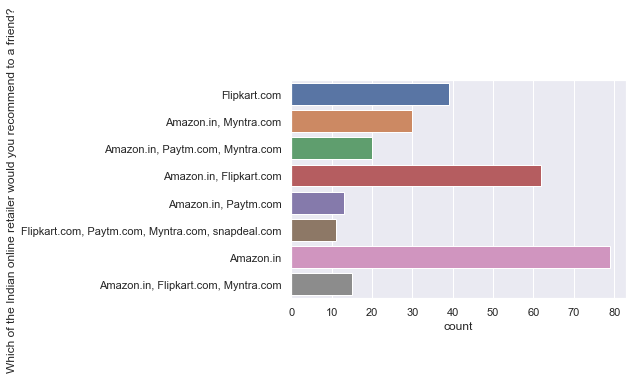 Which of the Indian online retailer would you recommend to a friend?
Flipkart.com
Amazon.in, Myntra.com
Amazon.in, Paytm.com, Myntra.com
Amazon.in, Flipkart.com
Amazon.in, Paytm.com
Flipkart.com, Paytm.com, Myntra.com, snapdeal.com
Amazon.in
Amazon.in, Flipkart.com, Myntra.com
0 10 20 30 40 50 60 70 80
count